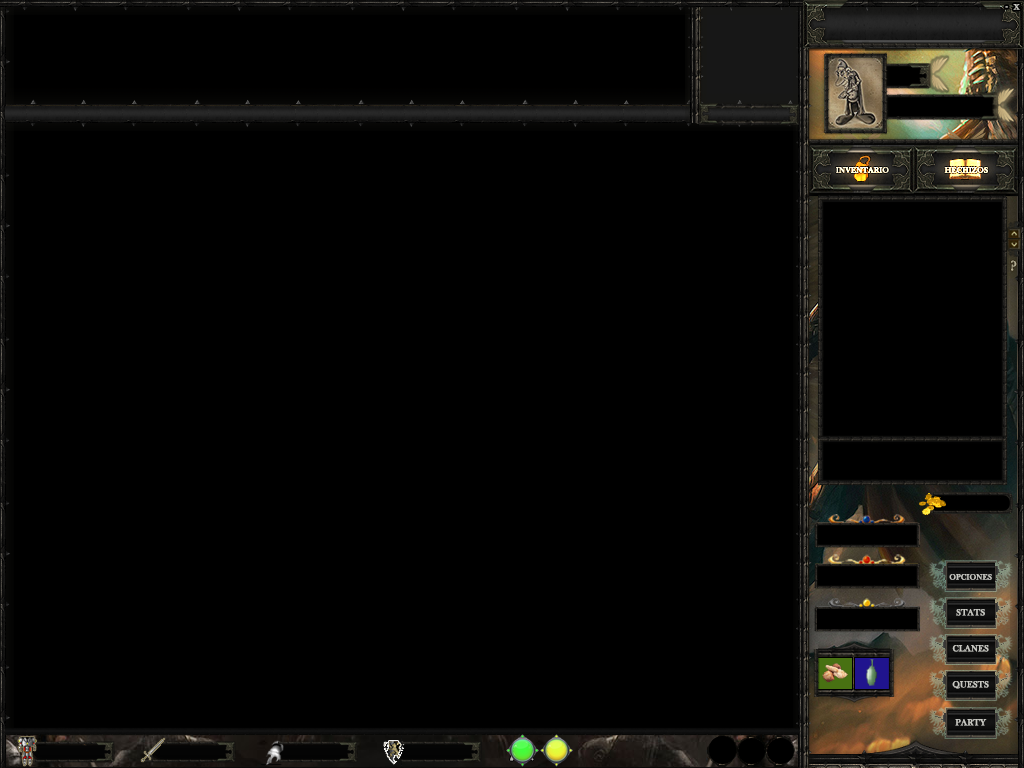 X
INVENTARIO
HECHIZOS
?
OPCIONES
STATS
CLANES
QUESTS
PARTY